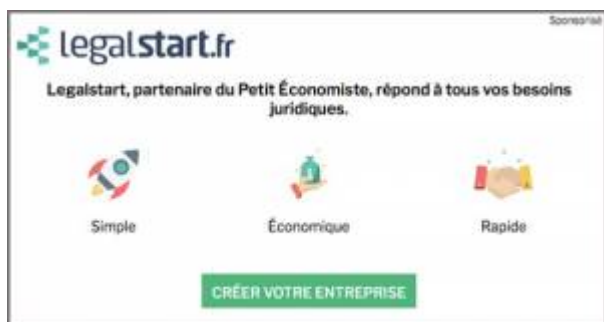 Sponsorisé
legalstart.fr
Legalstart, partenaire du Petit Économiste, répond à tous vos besoins
juridiques.
Simple
Économique
Rapide
CRÉER VOTRE ENTREPRISE